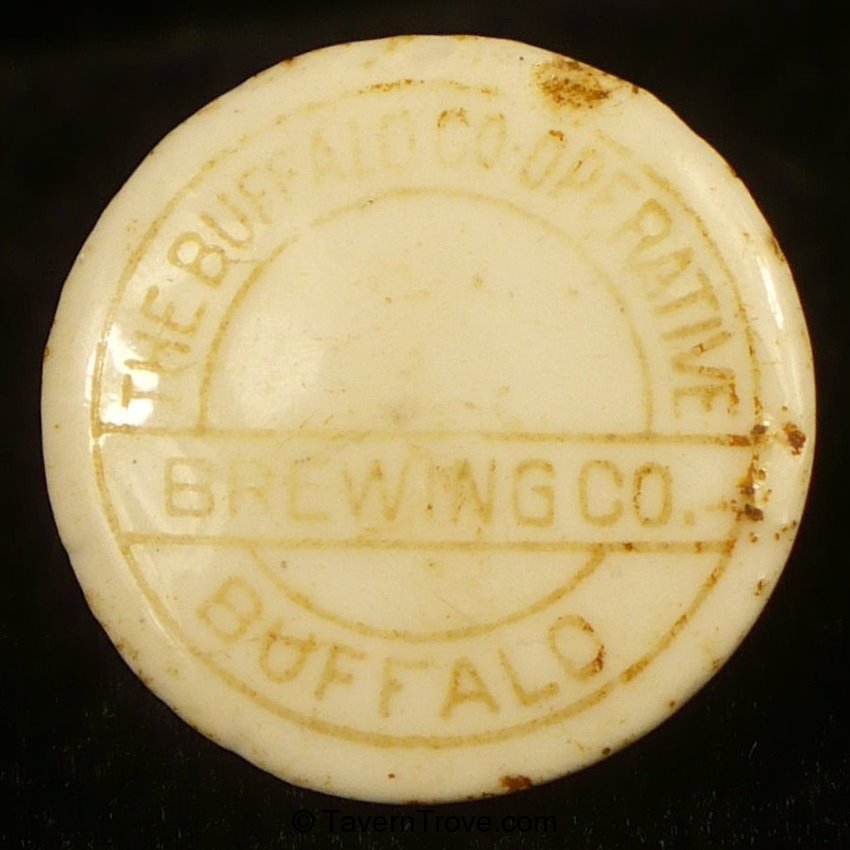 THE BUFFALO CO-OPERATIVE
BREWING CO.
BUFFALO
© TavernTrove.com